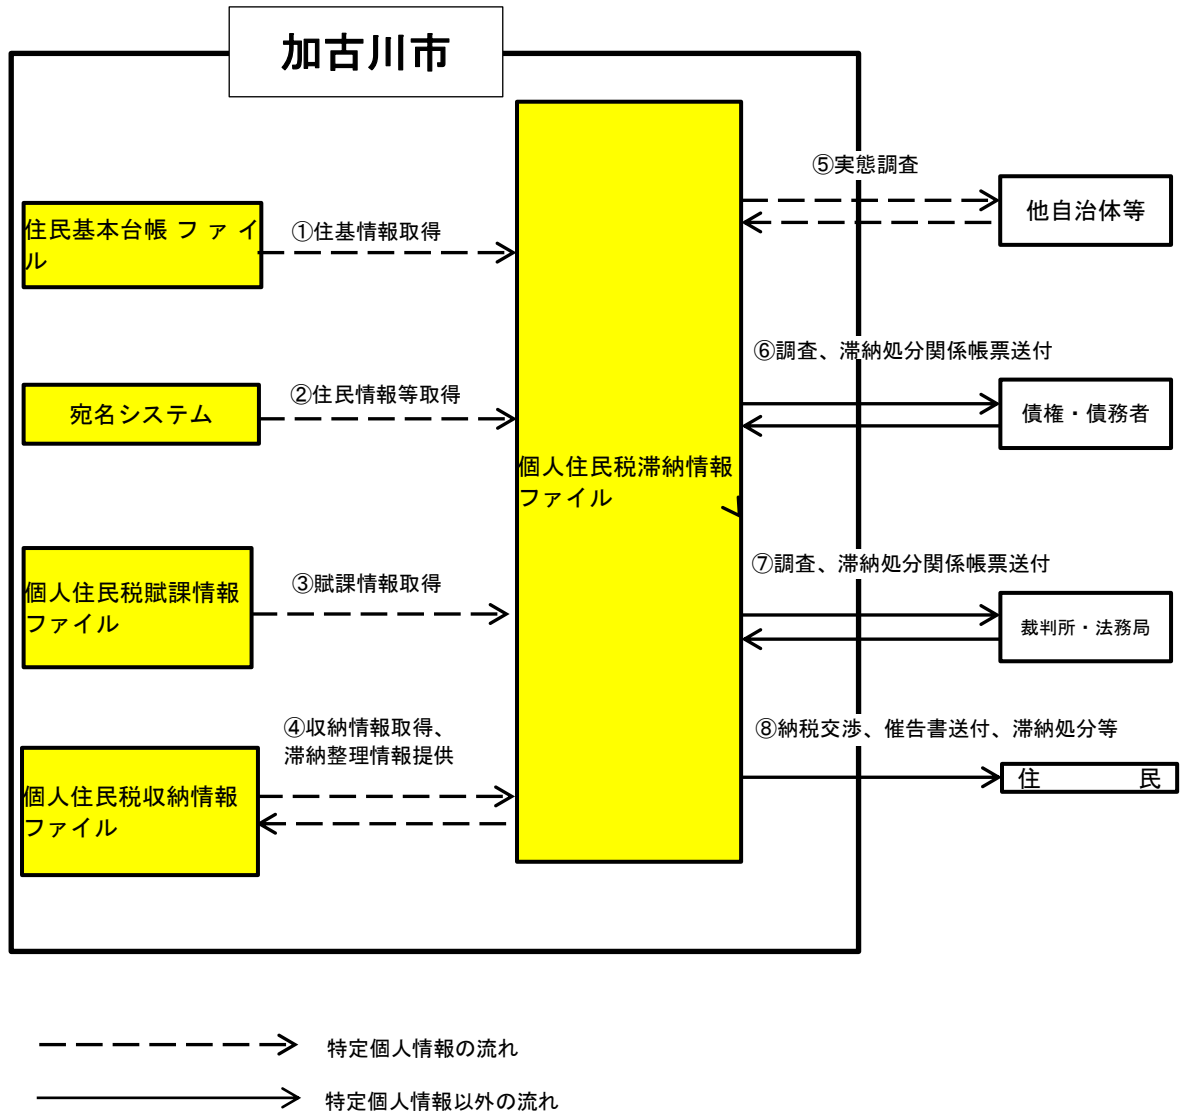 加古川市
⑤実態調査
他自治体等
住民基本台帳 ファイ
ル
①住基情報取得
⑥調査、滞納処分関係帳票送付
債権・債務者
宛名システム
②住民情報等取得
個人住民税滞納情報
ファイル
⑦調査、滞納処分関係帳票送付
裁判所・法務局
個人住民税賦課情報
ファイル
③賦課情報取得
④収納情報取得、
滞納整理情報提供
⑧納税交渉、催告書送付、滞納処分等
住 民
個人住民税収納情報
ファイル
特定個人情報の流れ
特定個人情報以外の流れ